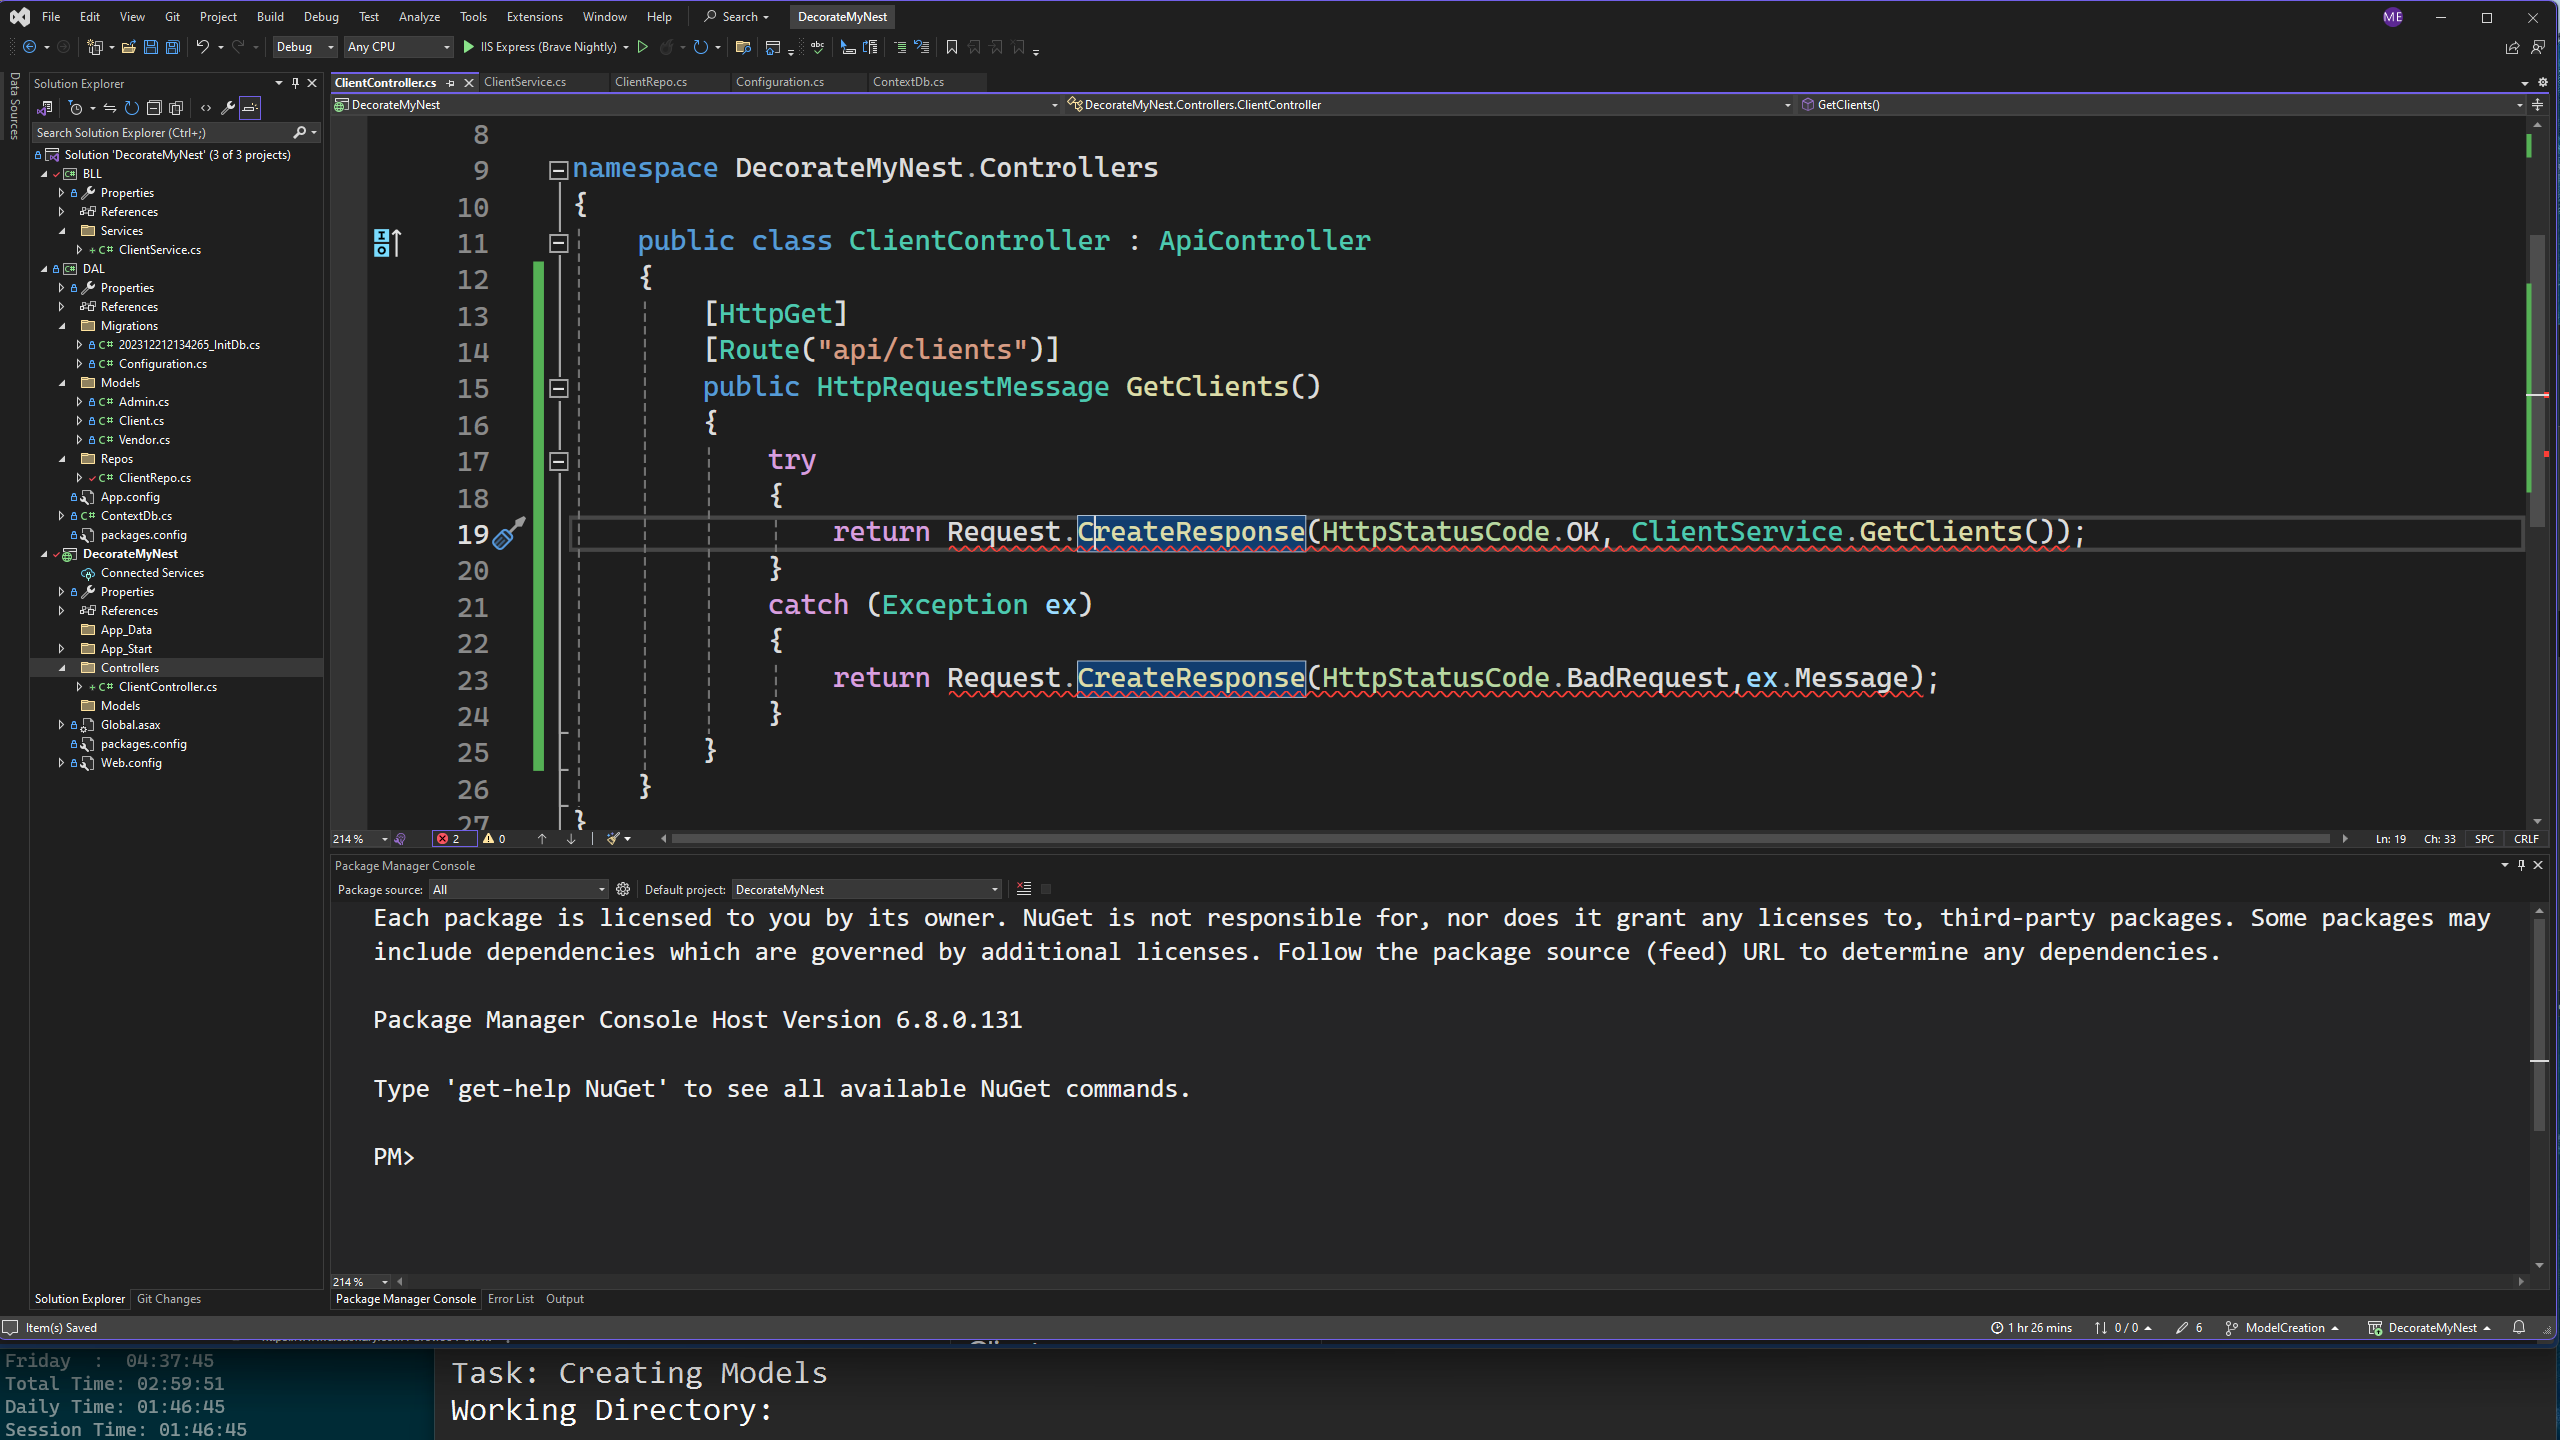 File Edit View Git Project Build Debug Test Analyze Tools Extensions Window Help Search DecorateMyNest ME
Debug Any CPU IIS Express (Brave Nightly)
Data Sources
Solution Explorer
Search Solution Explorer (Ctrl+;)
Solution 'DecorateMyNest' (3 of 3 projects)
BLL
Properties
References
Services
C# ClientService.cs
DAL
Properties
References
Migrations
C# 202312212134265_InitDb.cs
C# Configuration.cs
Models
C# Admin.cs
C# Client.cs
C# Vendor.cs
Repos
C# ClientRepo.cs
App.config
C# ContextDb.cs
packages.config
DecorateMyNest
Connected Services
Properties
References
App_Data
App_Start
Controllers
C# ClientController.cs
Models
Global.asax
packages.config
Web.config
Solution Explorer Git Changes
ClientController.cs ClientService.cs ClientRepo.cs Configuration.cs ContextDb.cs
DecorateMyNest DecorateMyNest.Controllers.ClientController GetClients()
8
9 namespace DecorateMyNest.Controllers
10 {
11 public class ClientController : ApiController
12 {
13 [HttpGet]
14 [Route("api/clients")]
15 public HttpRequestMessage GetClients()
16 {
17 try
18 {
19 return Request.CreateResponse(HttpStatusCode.OK, ClientService.GetClients());
20 }
21 catch (Exception ex)
22 {
23 return Request.CreateResponse(HttpStatusCode.BadRequest,ex.Message);
24 }
25 }
26 }
27 }
214 % 2 0 Ln: 19 Ch: 33 SPC CRLF
Package Manager Console
Package source: All Default project: DecorateMyNest
Each package is licensed to you by its owner. NuGet is not responsible for, nor does it grant any licenses to, third-party packages. Some packages may
include dependencies which are governed by additional licenses. Follow the package source (feed) URL to determine any dependencies.
Package Manager Console Host Version 6.8.0.131
Type 'get-help NuGet' to see all available NuGet commands.
PM>
214 %
Package Manager Console Error List Output
Item(s) Saved 1 hr 26 mins 0 / 0 6 ModelCreation DecorateMyNest
Friday : 04:37:45
Total Time: 02:59:51
Daily Time: 01:46:45
Session Time: 01:46:45
Task: Creating Models
Working Directory: